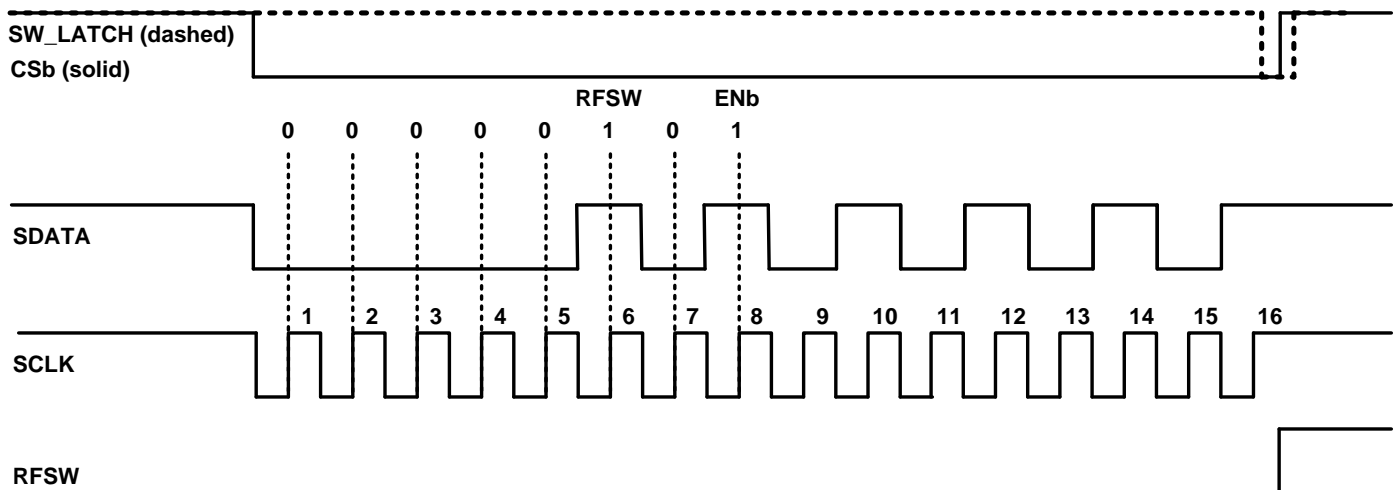 SW_LATCH (dashed)
CSb (solid)
RFSW ENb
0 0 0 0 0 1 0 1
SDATA
1 2 3 4 5 6 7 8 9 10 11 12 13 14 15 16
SCLK
RFSW